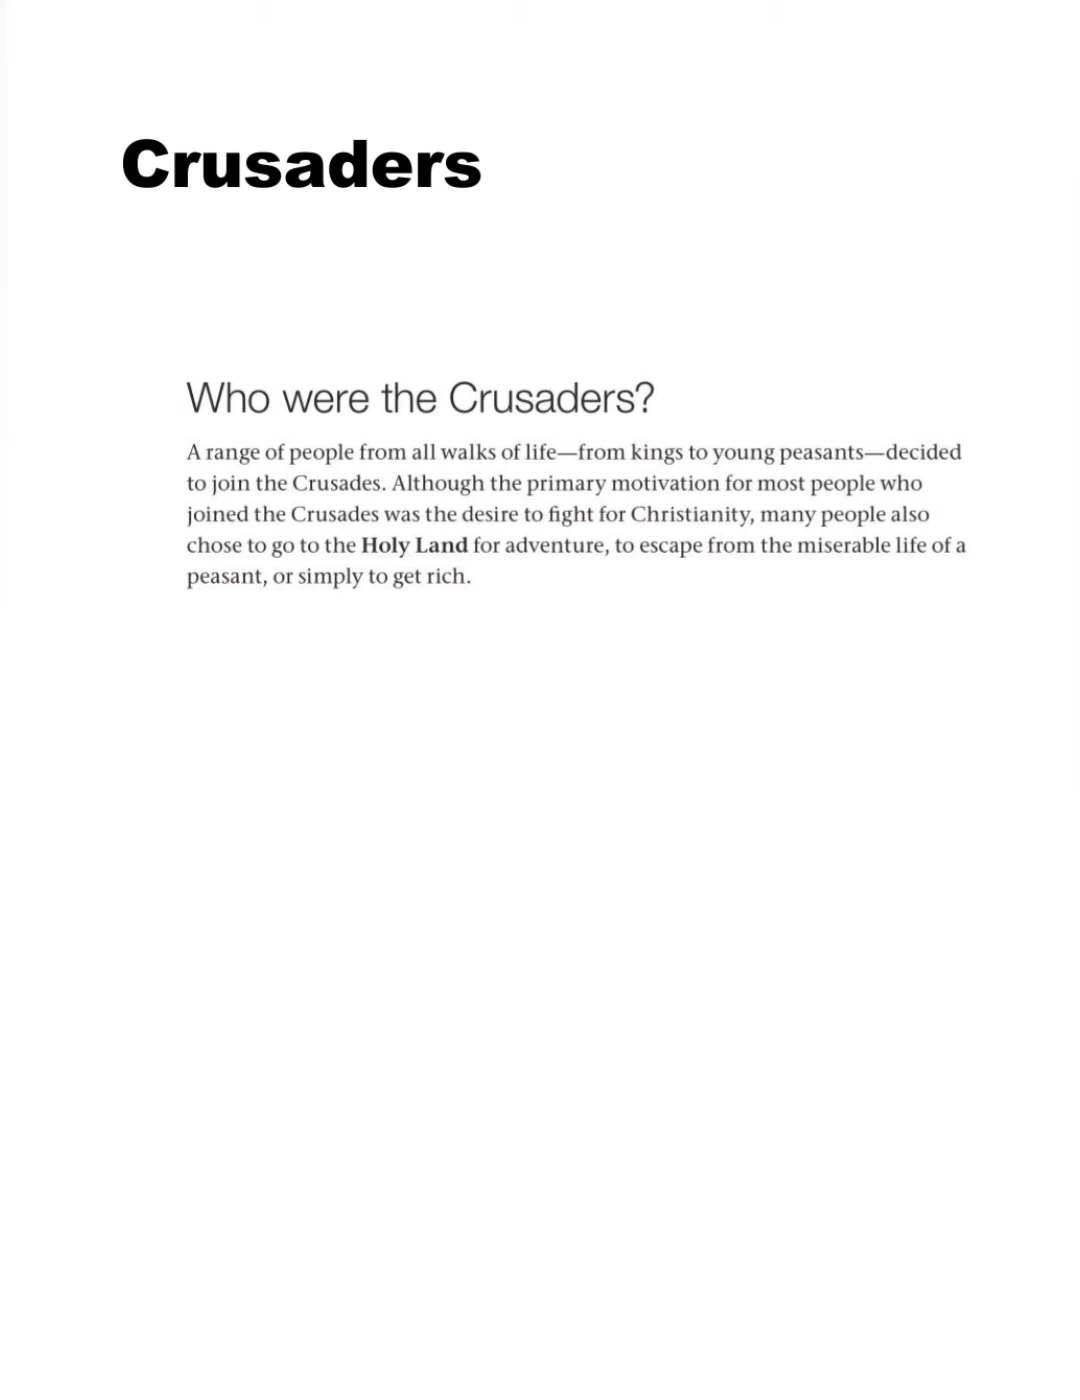 Crusaders
Who were the Crusaders?
A range of people from all walks of life—from kings to young peasants—decided
to join the Crusades. Although the primary motivation for most people who
joined the Crusades was the desire to fight for Christianity, many people also
chose to go to the Holy Land for adventure, to escape from the miserable life of a
peasant, or simply to get rich.